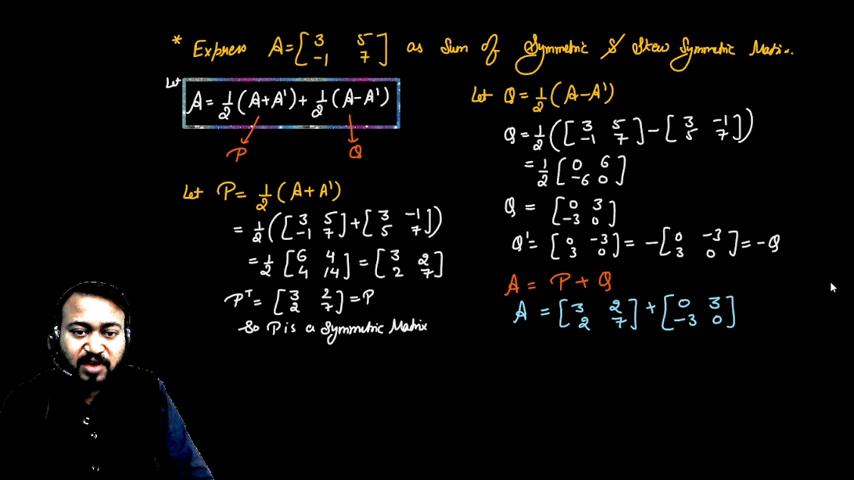 * Express A = [3 5 -1 7] as Sum of Symmetric & Skew Symmetric Matrix.
Let
A = 1/2 (A+A') + 1/2 (A-A')
P Q
Let P = 1/2 (A+A')
= 1/2 ([3 5 -1 7] + [3 -1 5 7])
= 1/2 [6 4 4 14] = [3 2 2 7]
P^T = [3 2 2 7] = P
So P is a Symmetric Matrix
Let Q = 1/2 (A-A')
Q = 1/2 ([3 5 -1 7] - [3 -1 5 7])
= 1/2 [0 6 -6 0]
Q = [0 3 -3 0]
Q' = [0 -3 3 0] = -[0 -3 3 0] = -Q
A = P + Q
A = [3 2 2 7] + [0 3 -3 0]